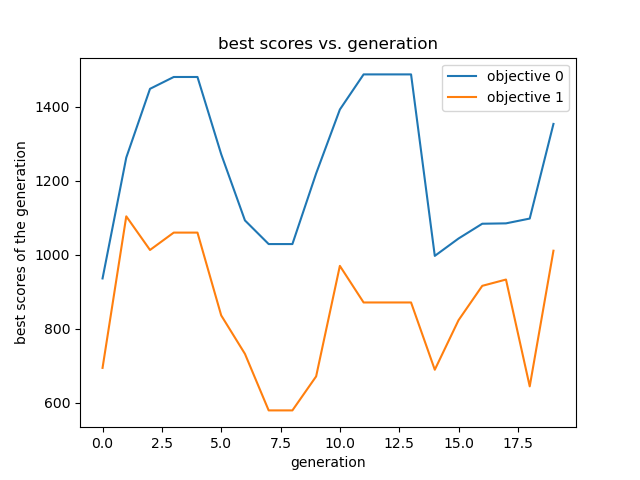 best scores vs. generation
objective 0
objective 1
best scores of the generation
1400
1200
1000
800
600
0.0 2.5 5.0 7.5 10.0 12.5 15.0 17.5
generation